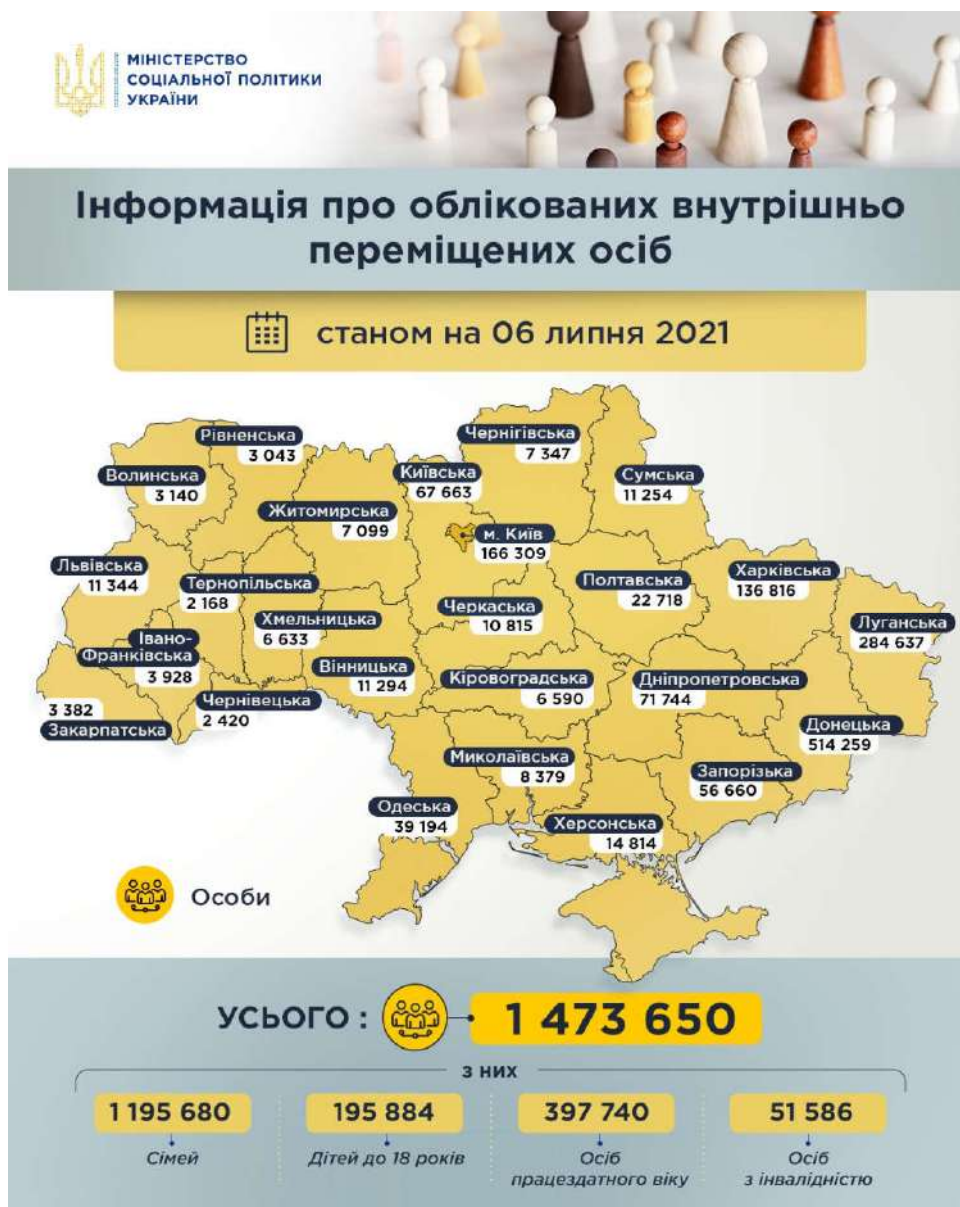 МІНІСТЕРСТВО
СОЦІАЛЬНОЇ ПОЛІТИКИ
УКРАЇНИ
Інформація про облікованих внутрішньо
переміщених осіб
станом на 06 липня 2021
Рівненська
3 043
Волинська
3 140
Житомирська
7 099
Київська
67 663
Чернігівська
7 347
Сумська
11 254
м. Київ
166 309
Львівська
11 344
Тернопільська
2 168
Хмельницька
6 633
Івано-
Франківська
3 928
Вінницька
11 294
Черкаська
10 815
Полтавська
22 718
Харківська
136 816
Луганська
284 637
3 382
Закарпатська
Чернівецька
2 420
Кіровоградська
6 590
Дніпропетровська
71 744
Донецька
514 259
Миколаївська
8 379
Запорізька
56 660
Одеська
39 194
Херсонська
14 814
Особи
УСЬОГО :
1 473 650
з них
1 195 680
Сімей
195 884
Дітей до 18 років
397 740
Осіб
працездатного віку
51 586
Осіб
з інвалідністю